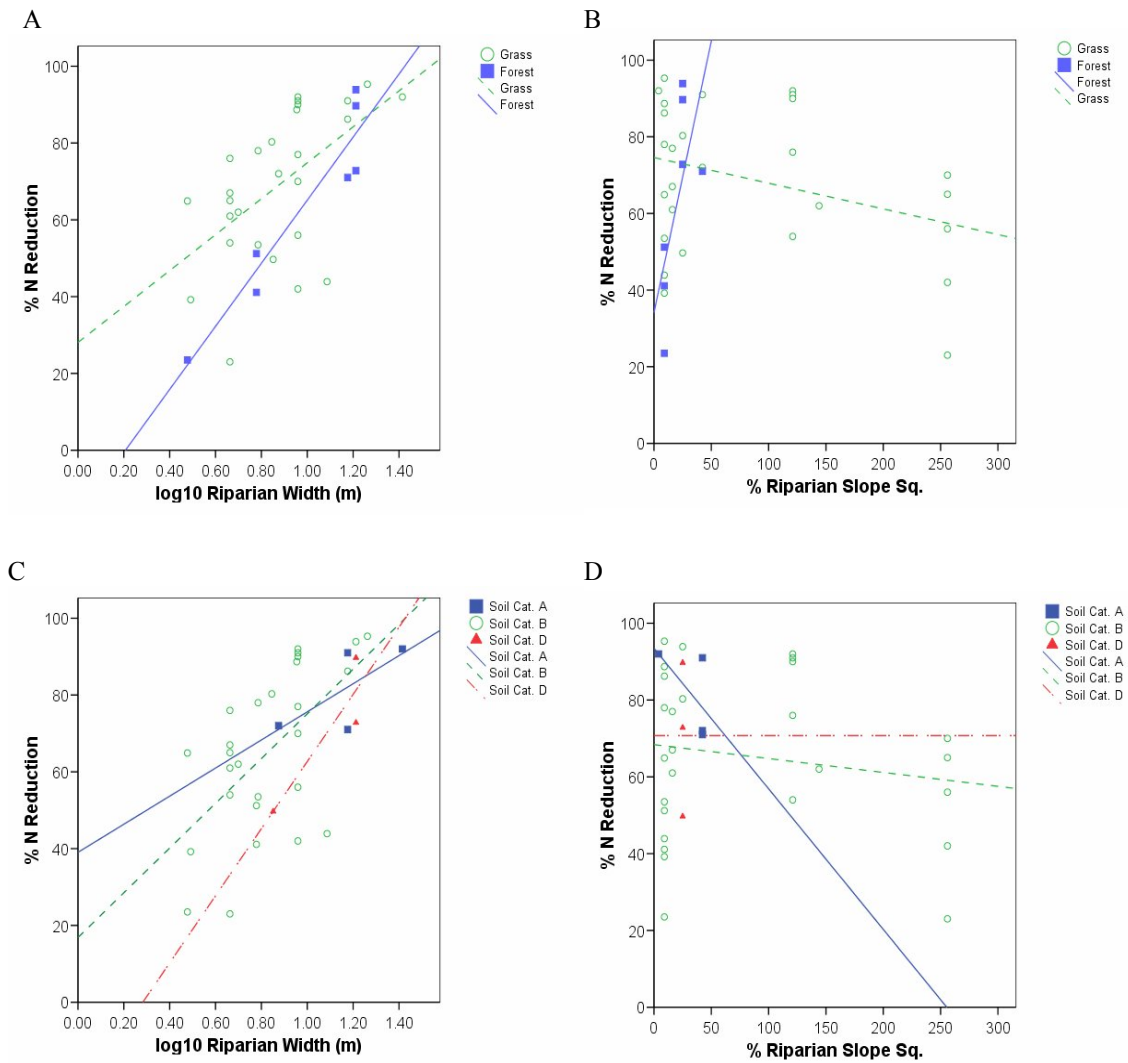 A
% N Reduction
100
80
60
40
20
0
0.00 0.20 0.40 0.60 0.80 1.00 1.20 1.40
log10 Riparian Width (m)
Grass
Forest
Grass
Forest
B
% N Reduction
100
80
60
40
20
0
0 50 100 150 200 250 300
% Riparian Slope Sq.
Grass
Forest
Forest
Grass
C
% N Reduction
100
80
60
40
20
0
0.00 0.20 0.40 0.60 0.80 1.00 1.20 1.40
log10 Riparian Width (m)
Soil Cat. A
Soil Cat. B
Soil Cat. D
Soil Cat. A
Soil Cat. B
Soil Cat. D
D
% N Reduction
100
80
60
40
20
0
0 50 100 150 200 250 300
% Riparian Slope Sq.
Soil Cat. A
Soil Cat. B
Soil Cat. D
Soil Cat. A
Soil Cat. B
Soil Cat. D